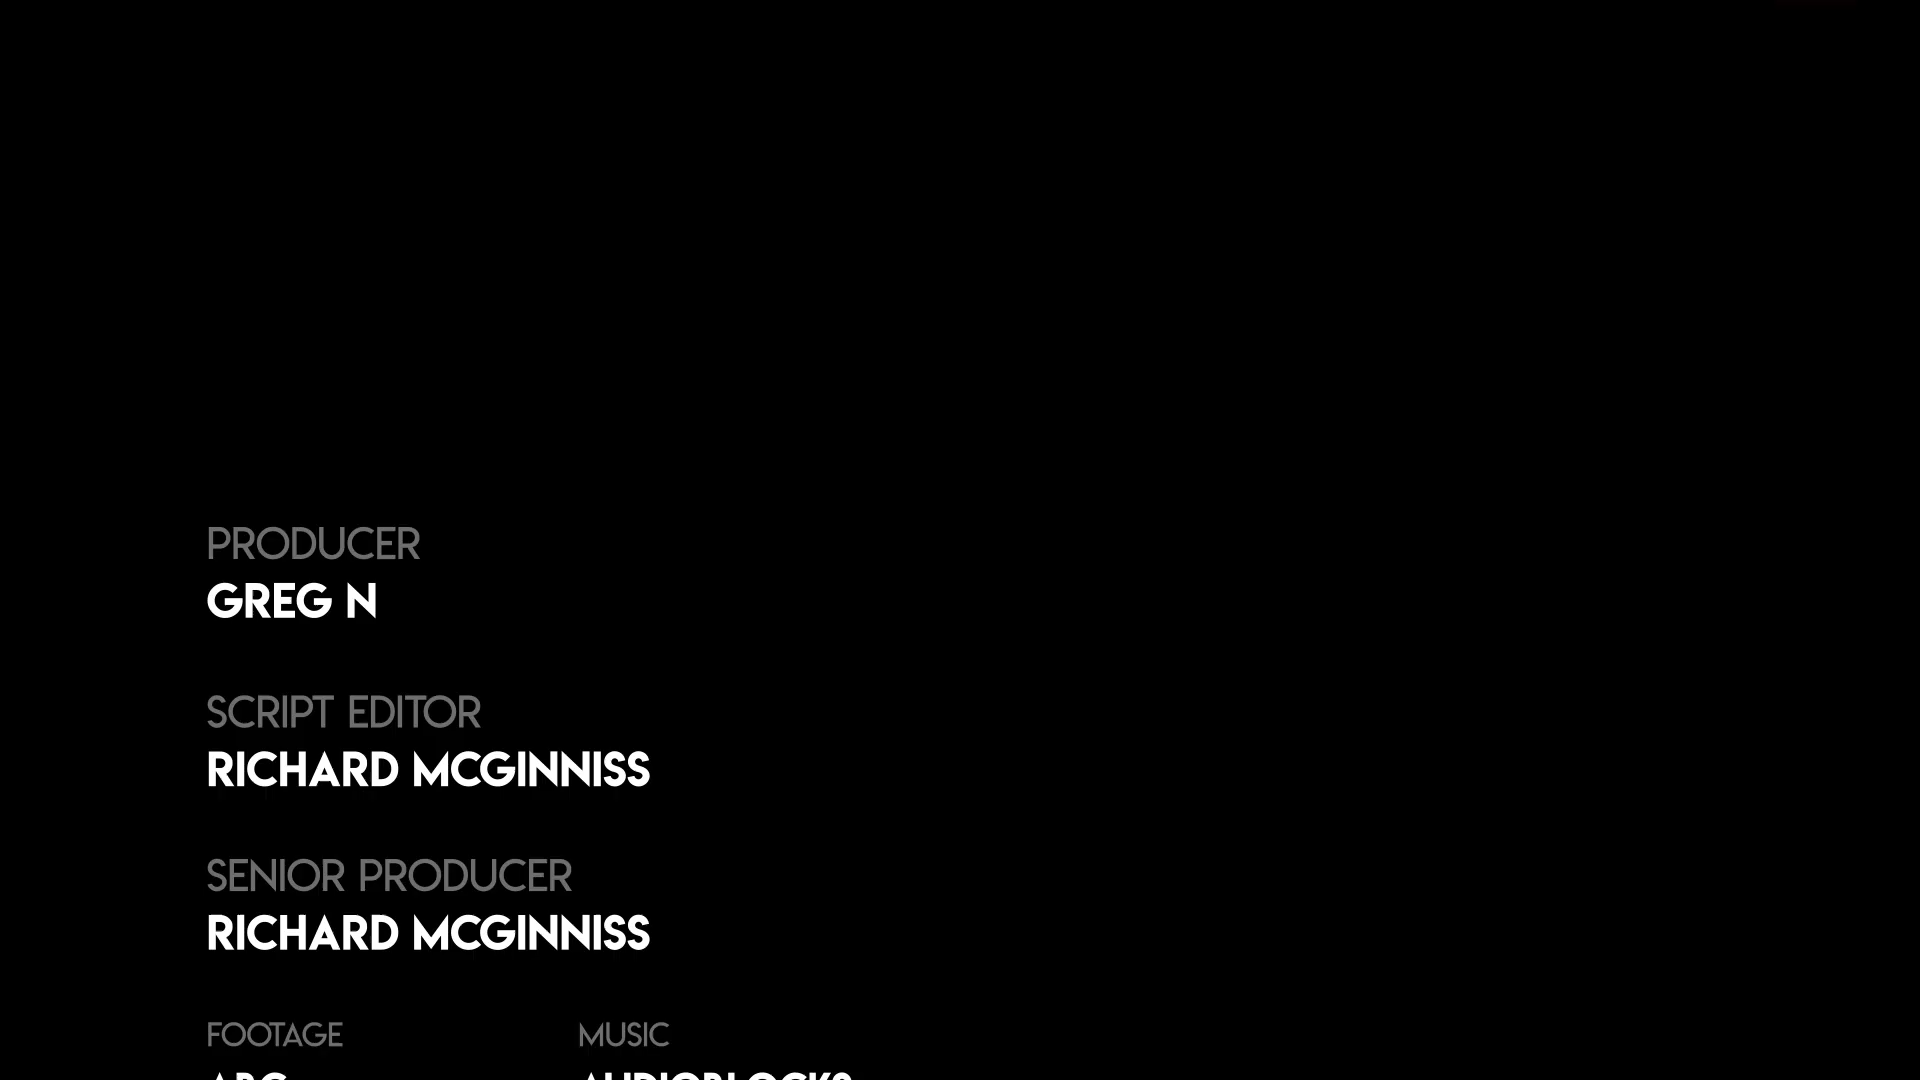 PRODUCER
GREG N
SCRIPT EDITOR
RICHARD MCGINNISS
SENIOR PRODUCER
RICHARD MCGINNISS
FOOTAGE MUSIC